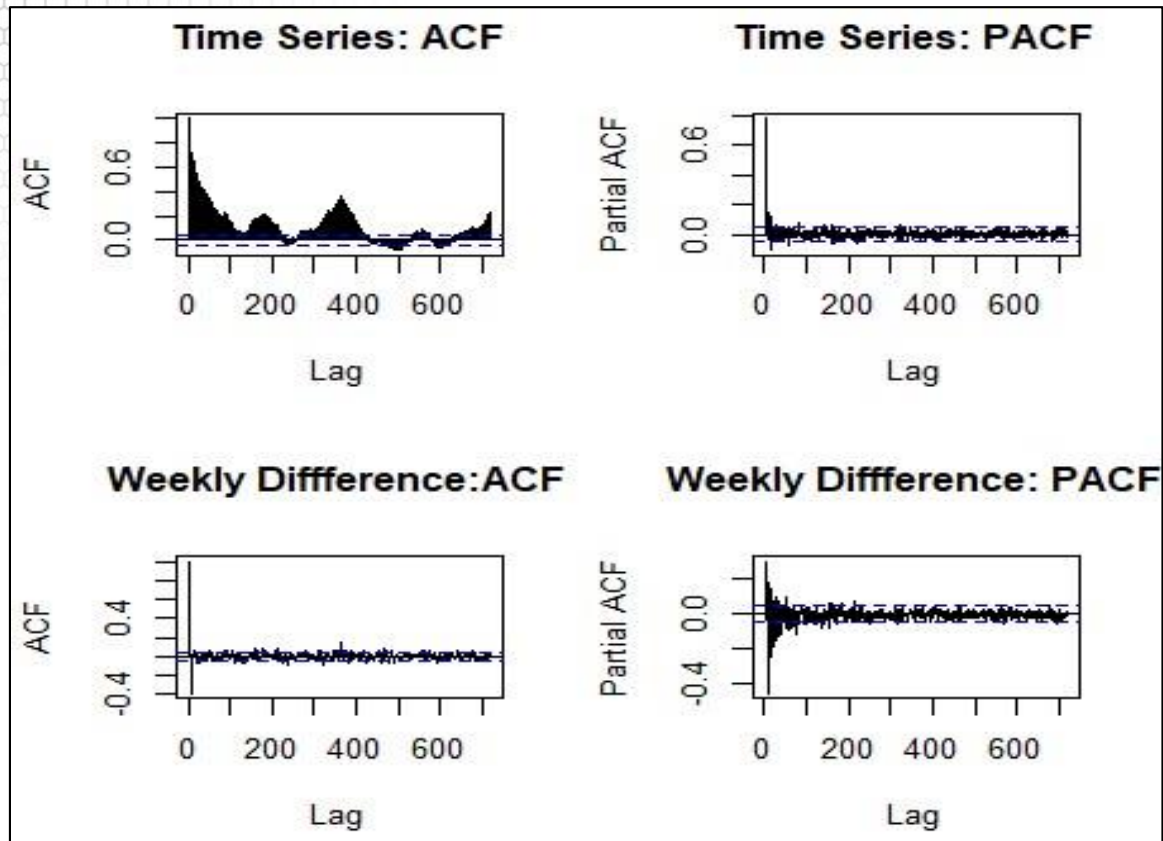 Time Series: ACF
ACF
0.6
0.0
0 200 400 600
Lag
Time Series: PACF
Partial ACF
0.6
0.0
0 200 400 600
Lag
Weekly Diffference:ACF
ACF
0.4
-0.4
0 200 400 600
Lag
Weekly Diffference: PACF
Partial ACF
0.0
-0.4
0 200 400 600
Lag